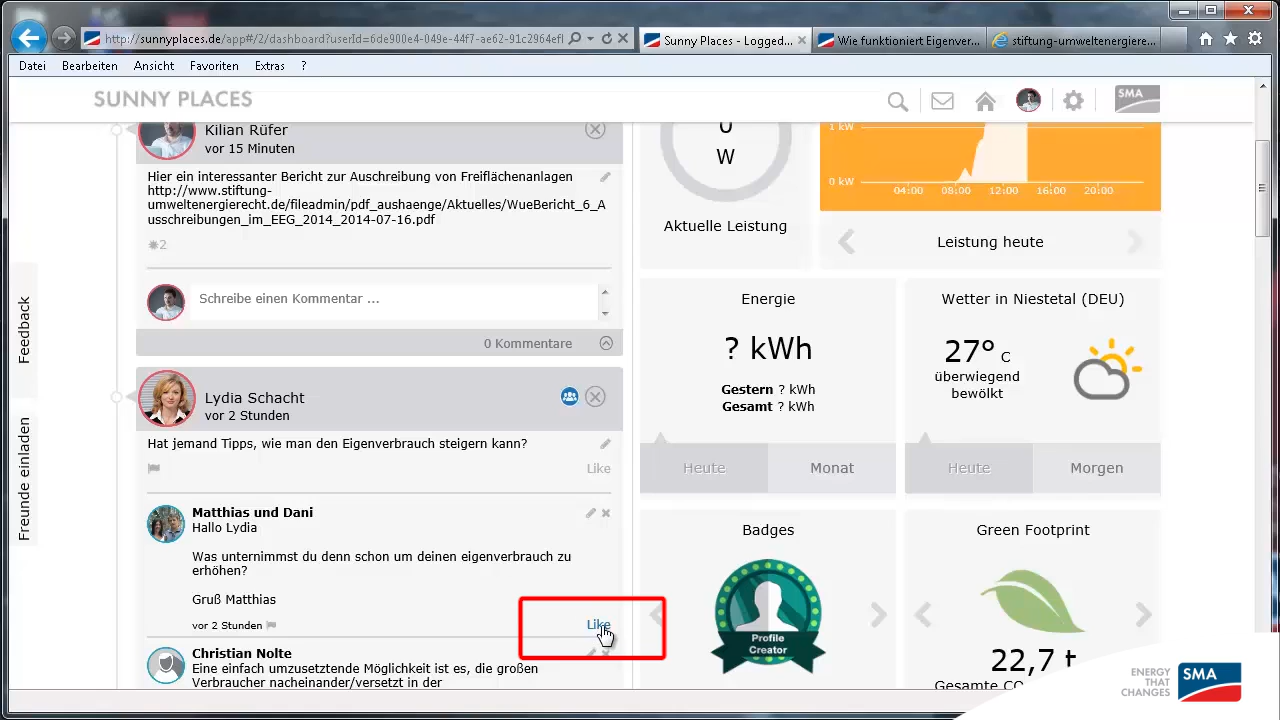 http://sunnyplaces.de/app#/2/dashboard?userId=6de900e4-049e-44f7-ae62-91c2964efl
Sunny Places - Logged...
Wie funktioniert Eigenver...
stiftung-umweltenergiere...
Datei Bearbeiten Ansicht Favoriten Extras ?
SUNNY PLACES
SMA
Kilian Rüfer
vor 15 Minuten
Hier ein interessanter Bericht zur Auschreibung von Freiflächenanlagen
http://www.stiftung-
umweltenergierecht.de/fileadmin/pdf_aushaenge/Aktuelles/WueBericht_6_A
usschreibungen_im_EEG_2014_2014-07-16.pdf
2
Schreibe einen Kommentar ...
0 Kommentare
Lydia Schacht
vor 2 Stunden
Hat jemand Tipps, wie man den Eigenverbrauch steigern kann?
Like
Matthias und Dani
Hallo Lydia
Was unternimmst du denn schon um deinen eigenverbrauch zu
erhöhen?
Gruß Matthias
vor 2 Stunden
Like
Christian Nolte
Eine einfach umzusetztende Möglichkeit ist es, die großen
Verbraucher nacheinander/versetzt in der
Feedback
Freunde einladen
0
W
Aktuelle Leistung
1 kW
0 kW
04:00 08:00 12:00 16:00 20:00
Leistung heute
Energie
? kWh
Gestern ? kWh
Gesamt ? kWh
Heute Monat
Wetter in Niestetal (DEU)
27° C
überwiegend
bewölkt
Heute Morgen
Badges
Profile
Creator
Green Footprint
22,7 t
Gesamte CO
ENERGY
THAT
CHANGES
SMA